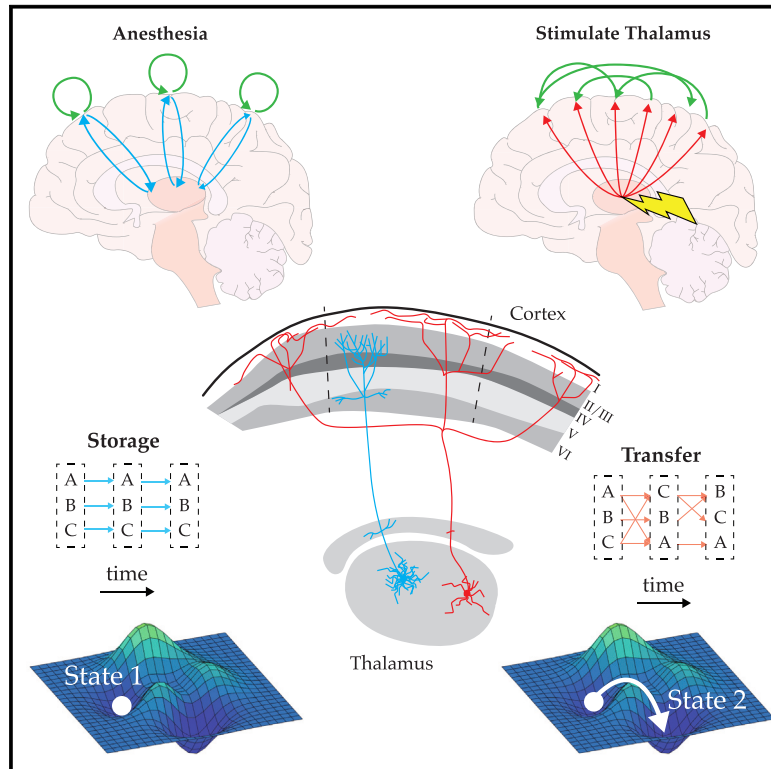 Anesthesia
Stimulate Thalamus
Cortex
I
II/III
IV
V
VI
Storage
A A A
B B B
C C C
time
Transfer
A C B
B B C
C A A
time
Thalamus
State 1
State 2